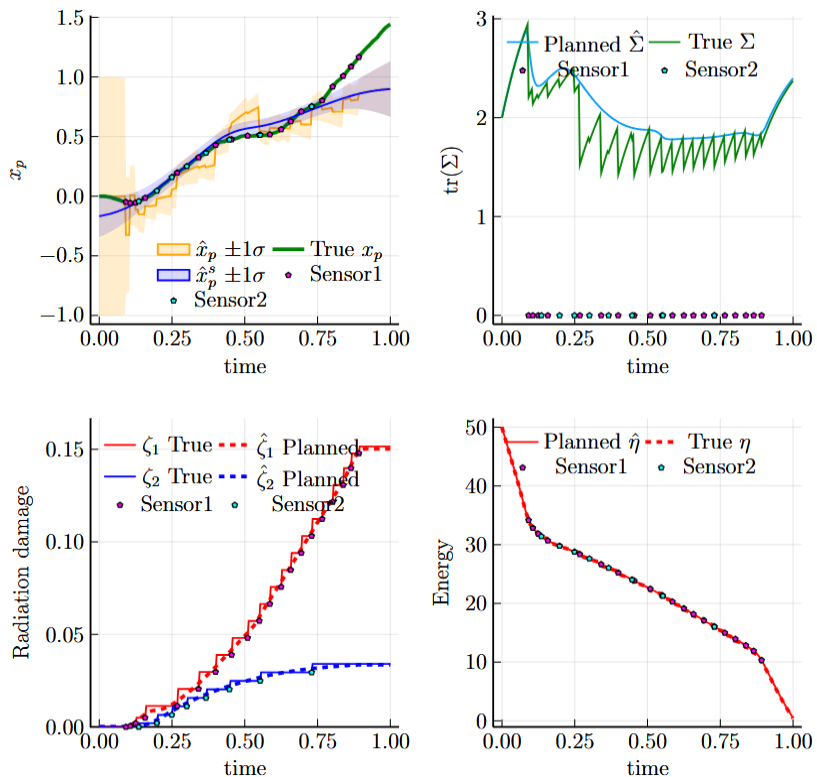 1.5
1.0
0.5
0.0
−0.5
−1.0
x_p
x̂_p ±1σ
True x_p
x̂_p^s ±1σ
Sensor1
Sensor2
0.00 0.25 0.50 0.75 1.00
time
3
2
1
0
tr(Σ)
Planned Σ̂ True Σ
Sensor1 Sensor2
0.00 0.25 0.50 0.75 1.00
time
0.15
0.10
0.05
0.00
Radiation damage
ζ₁ True ζ̂₁ Planned
ζ₂ True ζ̂₂ Planned
Sensor1 Sensor2
0.00 0.25 0.50 0.75 1.00
time
50
40
30
20
10
0
Energy
Planned η̂ True η
Sensor1 Sensor2
0.00 0.25 0.50 0.75 1.00
time